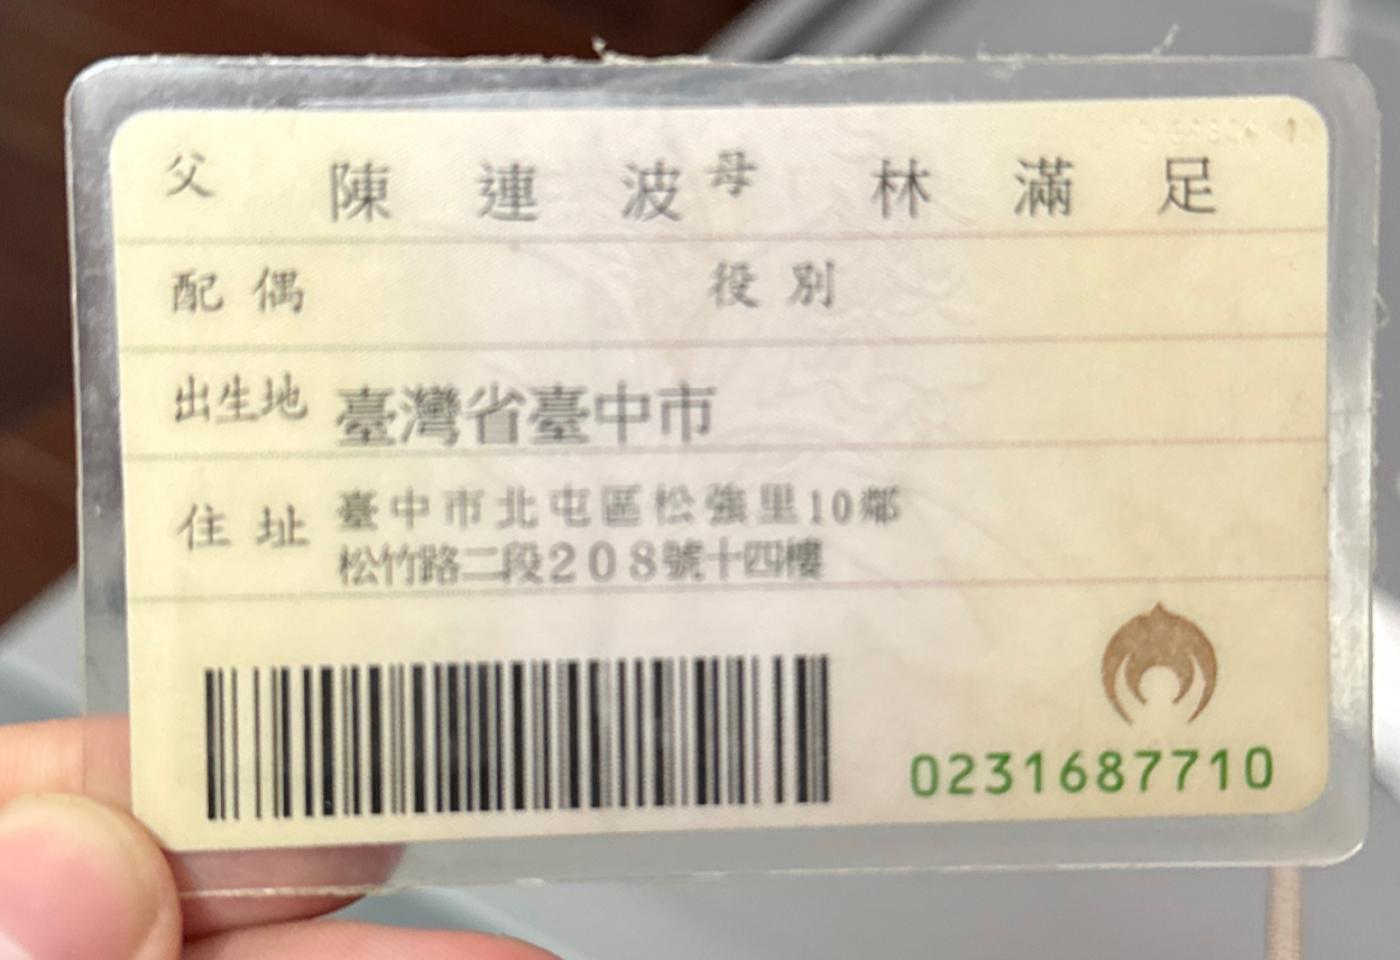 父 陳連波 母 林滿足
配偶 役別
出生地 臺灣省臺中市
住址 臺中市北屯區松強里10鄰
松竹路二段208號十四樓
0231687710